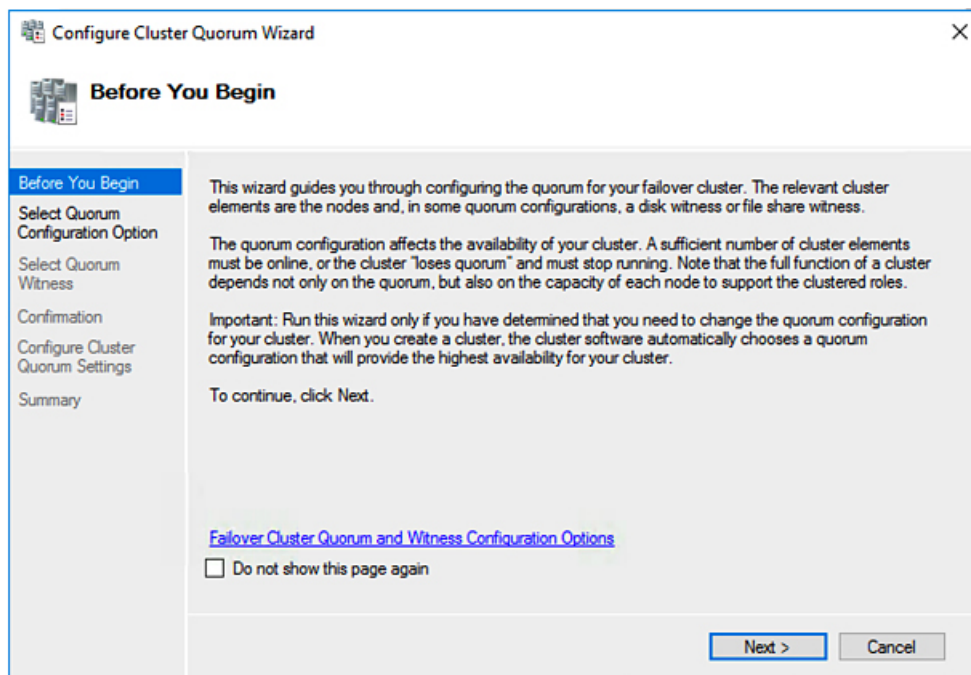 Configure Cluster Quorum Wizard
Before You Begin
Before You Begin
Select Quorum
Configuration Option
Select Quorum
Witness
Confirmation
Configure Cluster
Quorum Settings
Summary
This wizard guides you through configuring the quorum for your failover cluster. The relevant cluster
elements are the nodes and, in some quorum configurations, a disk witness or file share witness.
The quorum configuration affects the availability of your cluster. A sufficient number of cluster elements
must be online, or the cluster "loses quorum" and must stop running. Note that the full function of a cluster
depends not only on the quorum, but also on the capacity of each node to support the clustered roles.
Important: Run this wizard only if you have determined that you need to change the quorum configuration
for your cluster. When you create a cluster, the cluster software automatically chooses a quorum
configuration that will provide the highest availability for your cluster.
To continue, click Next.
Failover Cluster Quorum and Witness Configuration Options
Do not show this page again
Next >
Cancel